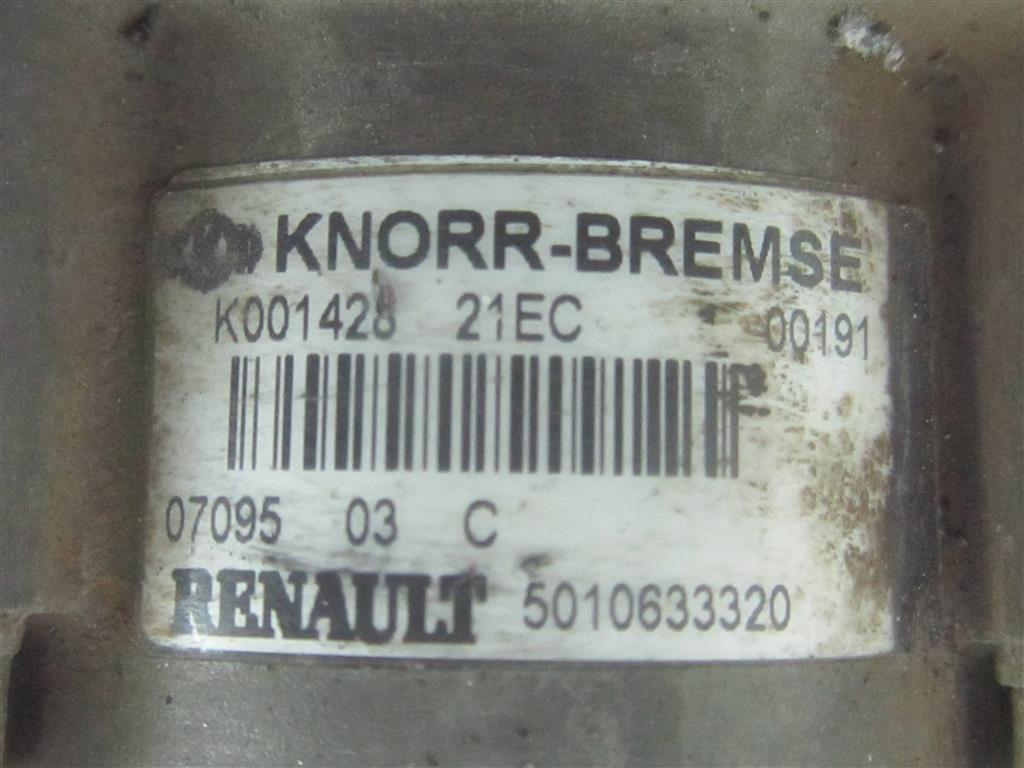 KNORR-BREMSE
K001428 21EC 00191
07095 03 C
RENAULT 5010633320